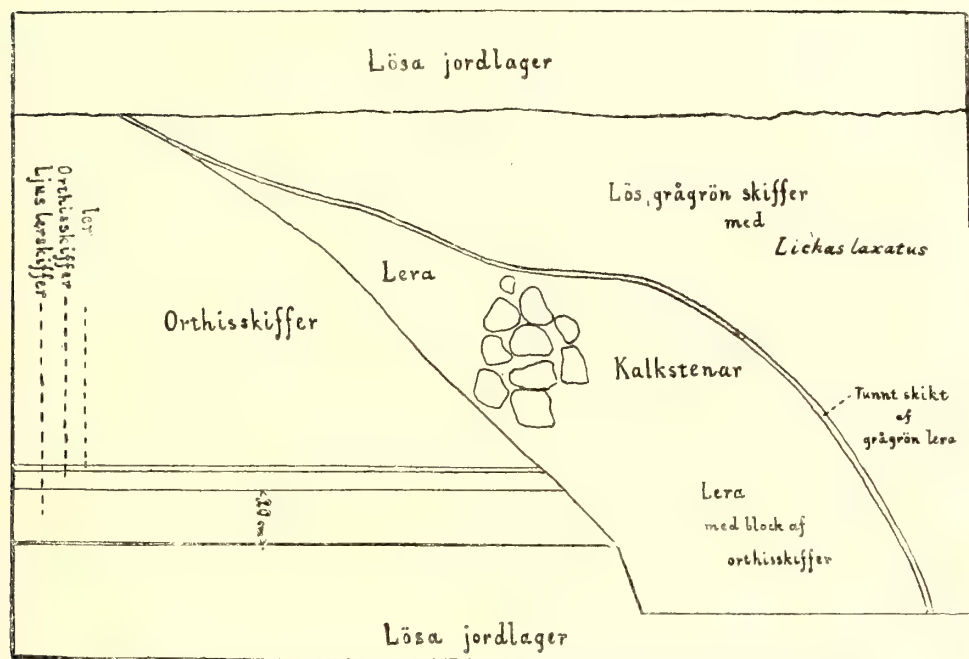 Lösa jordlager
Lös, grågrön skiffer
med
Lichas laxatus
ler
Orthisskiffer
Ljus lerskiffer
Lera
Orthisskiffer
Kalkstenar
Tunnt skikt
af
grågrön lera
Lera
med block af
orthisskiffer
Lösa jordlager